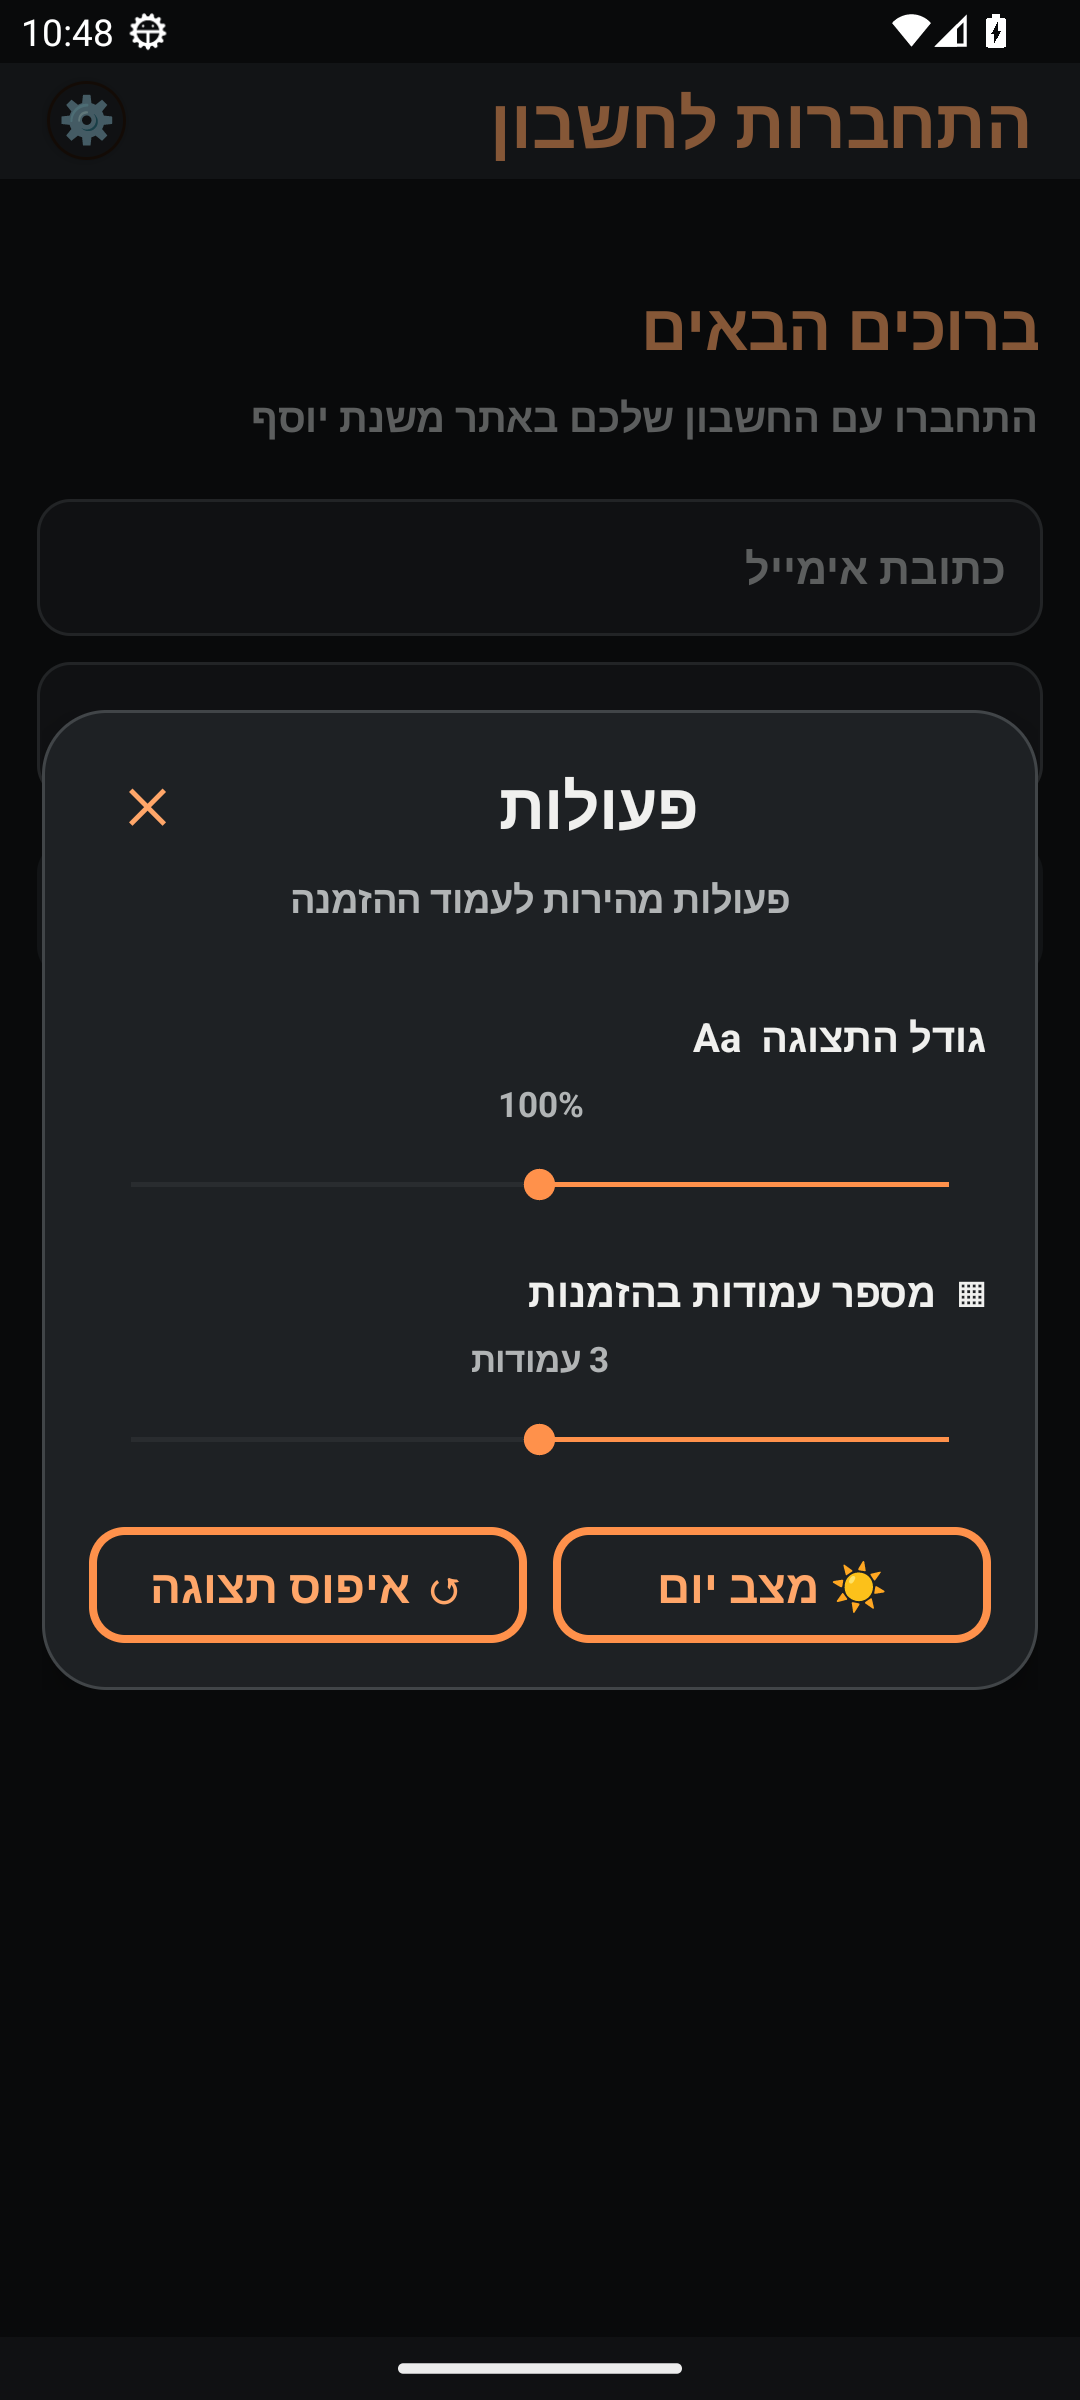 10:48
התחברות לחשבון
ברוכים הבאים
התחברו עם החשבון שלכם באתר משנת יוסף
כתובת אימייל
פעולות
פעולות מהירות לעמוד ההזמנה
גודל התצוגה Aa
100%
מספר עמודות בהזמנות
3 עמודות
מצב יום
איפוס תצוגה